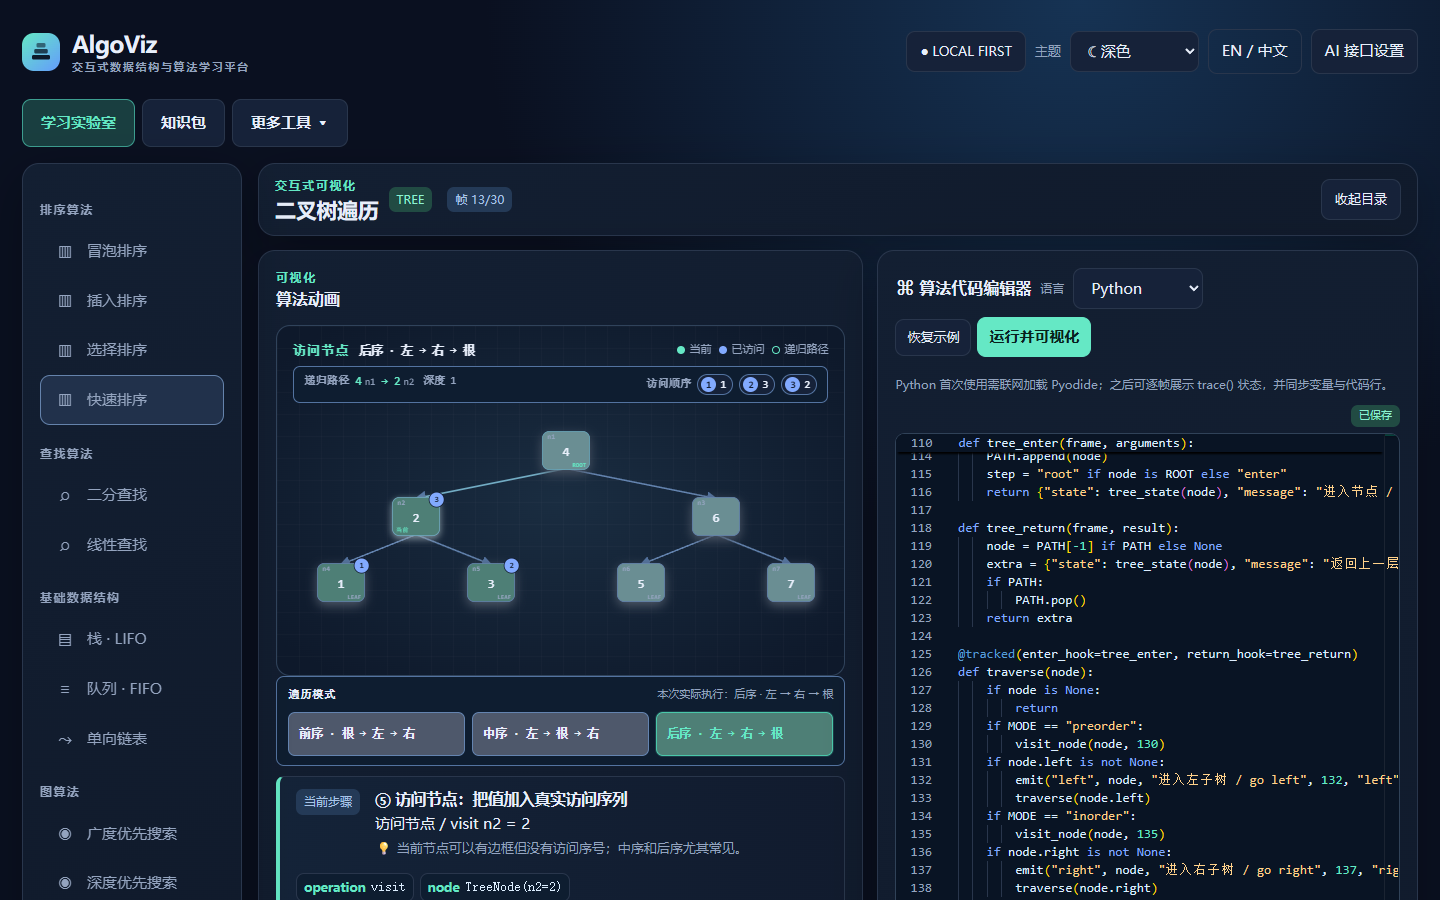 AlgoViz
交互式数据结构与算法学习平台
● LOCAL FIRST
主题
☾ 深色
EN / 中文
AI 接口设置
学习实验室
知识包
更多工具 ▾
排序算法
冒泡排序
插入排序
选择排序
快速排序
查找算法
二分查找
线性查找
基础数据结构
栈 · LIFO
队列 · FIFO
单向链表
图算法
广度优先搜索
深度优先搜索
交互式可视化
二叉树遍历
TREE
帧 13/30
收起目录
可视化
算法动画
访问节点 后序 · 左 → 右 → 根
当前 已访问 递归路径
递归路径 4 n1 → 2 n2 深度 1
访问顺序 1 1 2 3 3 2
n1
4
ROOT
n2
3
2
当前
6
n4
1
1
LEAF
n5
2
3
LEAF
n6
5
LEAF
n7
7
LEAF
遍历模式
本次实际执行：后序 · 左 → 右 → 根
前序 · 根 → 左 → 右
中序 · 左 → 根 → 右
后序 · 左 → 右 → 根
当前步骤
⑤ 访问节点：把值加入真实访问序列
访问节点 / visit n2 = 2
💡 当前节点可以有边框但没有访问序号；中序和后序尤其常见。
operation visit
node TreeNode(n2=2)
⌘ 算法代码编辑器
语言
Python
恢复示例
运行并可视化
Python 首次使用需联网加载 Pyodide；之后可逐帧展示 trace() 状态，并同步变量与代码行。
已保存
110 def tree_enter(frame, arguments):
114 PATH.append(node)
115 step = "root" if node is ROOT else "enter"
116 return {"state": tree_state(node), "message": "进入节点 /
117
118 def tree_return(frame, result):
119 node = PATH[-1] if PATH else None
120 extra = {"state": tree_state(node), "message": "返回上一层
121 if PATH:
122 PATH.pop()
123 return extra
124
125 @tracked(enter_hook=tree_enter, return_hook=tree_return)
126 def traverse(node):
127 if node is None:
128 return
129 if MODE == "preorder":
130 visit_node(node, 130)
131 if node.left is not None:
132 emit("left", node, "进入左子树 / go left", 132, "left"
133 traverse(node.left)
134 if MODE == "inorder":
135 visit_node(node, 135)
136 if node.right is not None:
137 emit("right", node, "进入右子树 / go right", 137, "rig
138 traverse(node.right)